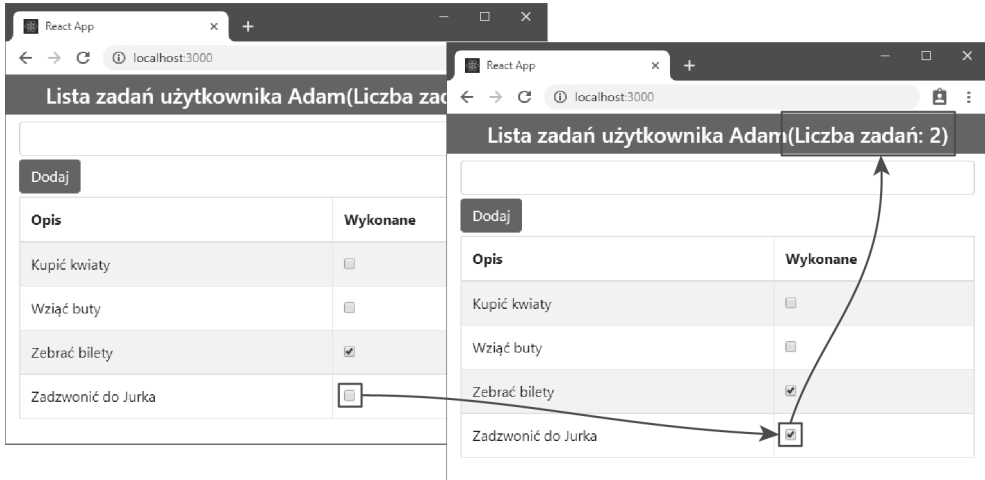 React App
localhost:3000
Lista zadań użytkownika Adam(Liczba zad
Dodaj
Opis Wykonane
Kupić kwiaty
Wziąć buty
Zebrać bilety
Zadzwonić do Jurka
React App
localhost:3000
Lista zadań użytkownika Adam(Liczba zadań: 2)
Dodaj
Opis Wykonane
Kupić kwiaty
Wziąć buty
Zebrać bilety
Zadzwonić do Jurka